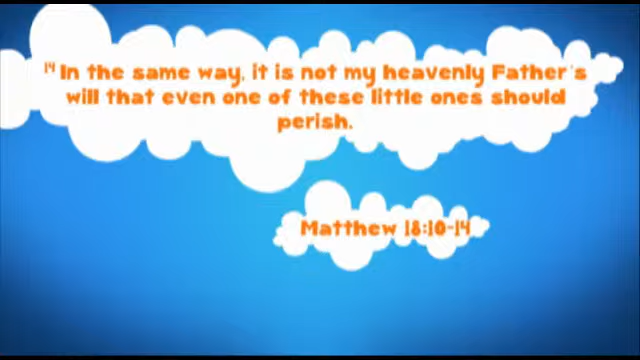 14 In the same way, it is not my heavenly Father's
will that even one of these little ones should
perish.
Matthew 18:10-14